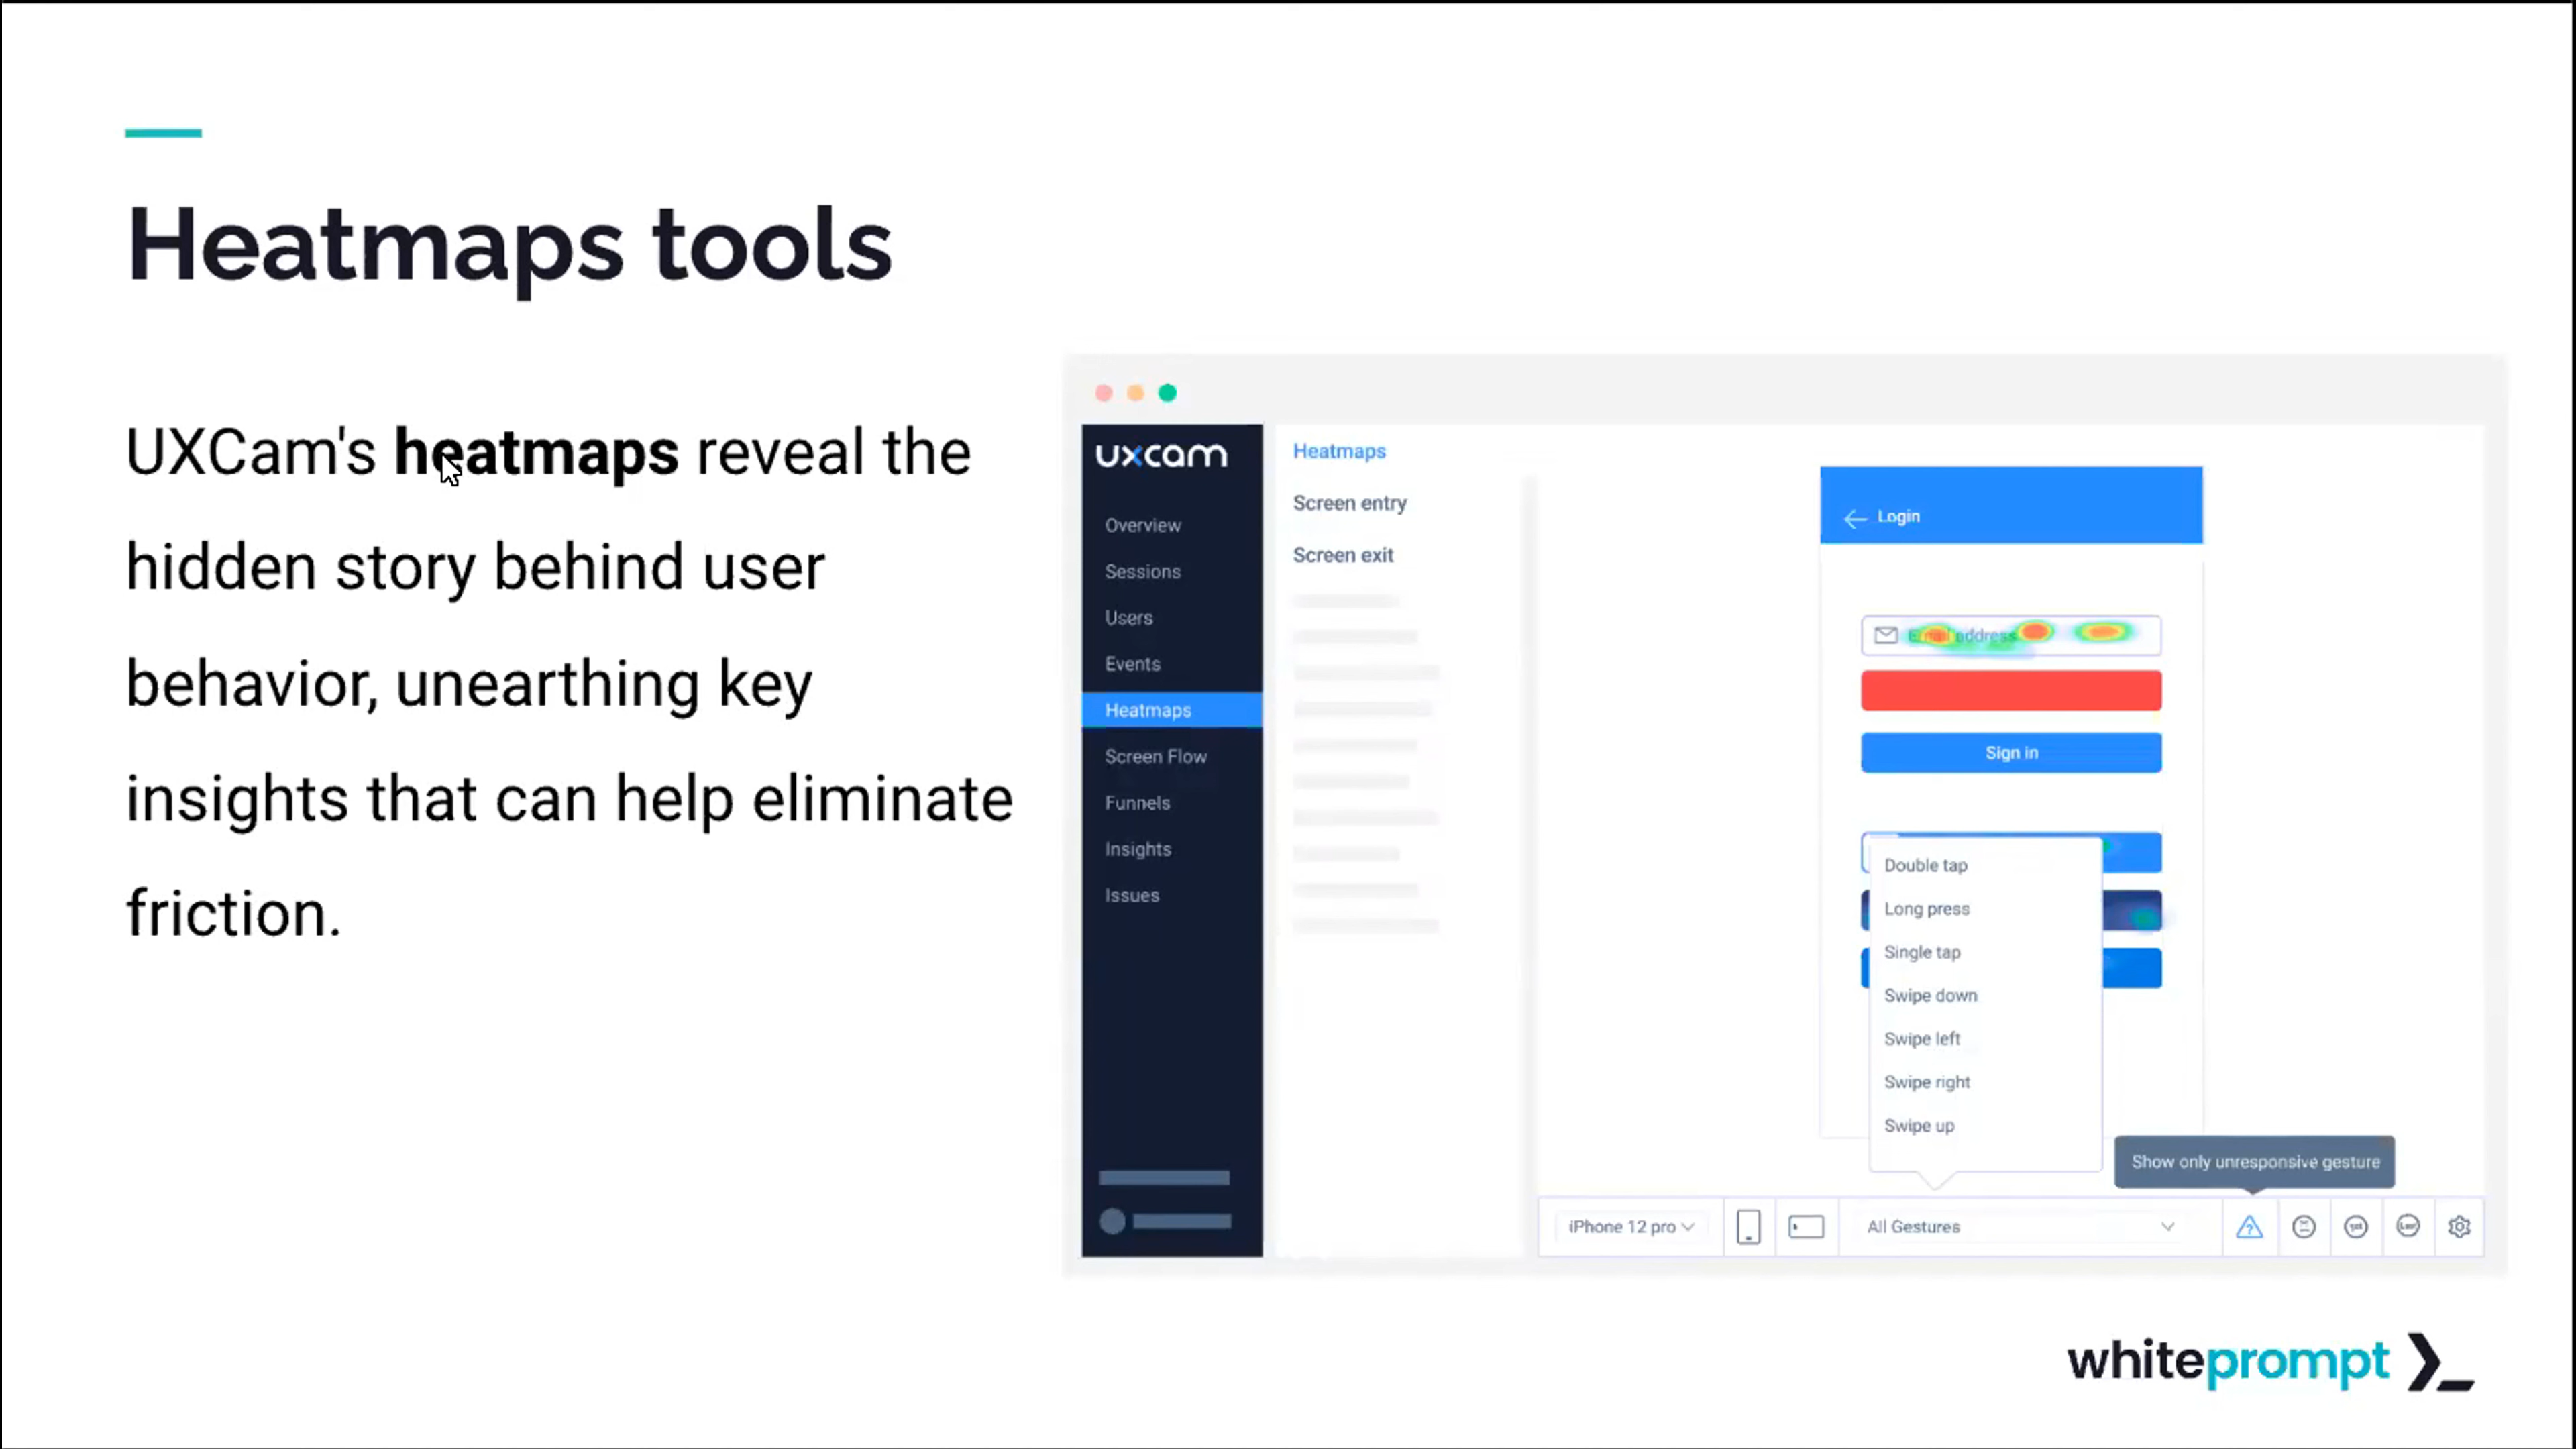 Heatmaps tools
UXCam's heatmaps reveal the
hidden story behind user
behavior, unearthing key
insights that can help eliminate
friction.
uxcam
Overview
Sessions
Users
Events
Heatmaps
Screen Flow
Funnels
Insights
Issues
Heatmaps
Screen entry
Screen exit
Login
Email address
Sign in
Double tap
Long press
Single tap
Swipe down
Swipe left
Swipe right
Swipe up
Show only unresponsive gesture
iPhone 12 pro
All Gestures
1st
whiteprompt